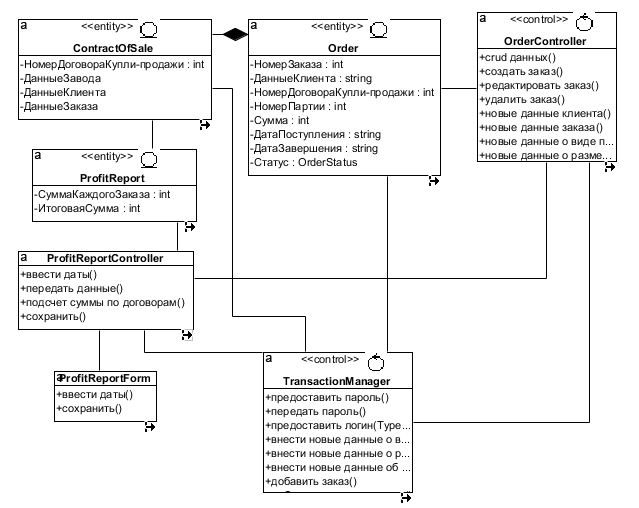 a
<<entity>>
ContractOfSale
-НомерДоговораКупли-продажи : int
-ДанныеЗавода
-ДанныеКлиента
-ДанныеЗаказа
a
<<entity>>
Order
-НомерЗаказа : int
-ДанныеКлиента : string
-НомерДоговораКупли-продажи : int
-НомерПартии : int
-Сумма : int
-ДатаПоступления : string
-ДатаЗавершения : string
-Статус : OrderStatus
a
<<control>>
OrderController
+crud данных()
+создать заказ()
+редактировать заказ()
+удалить заказ()
+новые данные клиента()
+новые данные заказа()
+новые данные о виде п...
+новые данные о разме...
a
<<entity>>
ProfitReport
-СуммаКаждогоЗаказа : int
-ИтоговаяСумма : int
a
ProfitReportController
+ввести даты()
+передать данные()
+подсчет суммы по договорам()
+сохранить()
a
ProfitReportForm
+ввести даты()
+сохранить()
a
<<control>>
TransactionManager
+предоставить пароль()
+передать пароль()
+предоставить логин(Type...
+внести новые данные о в...
+внести новые данные о р...
+внести новые данные об ...
+добавить заказ()